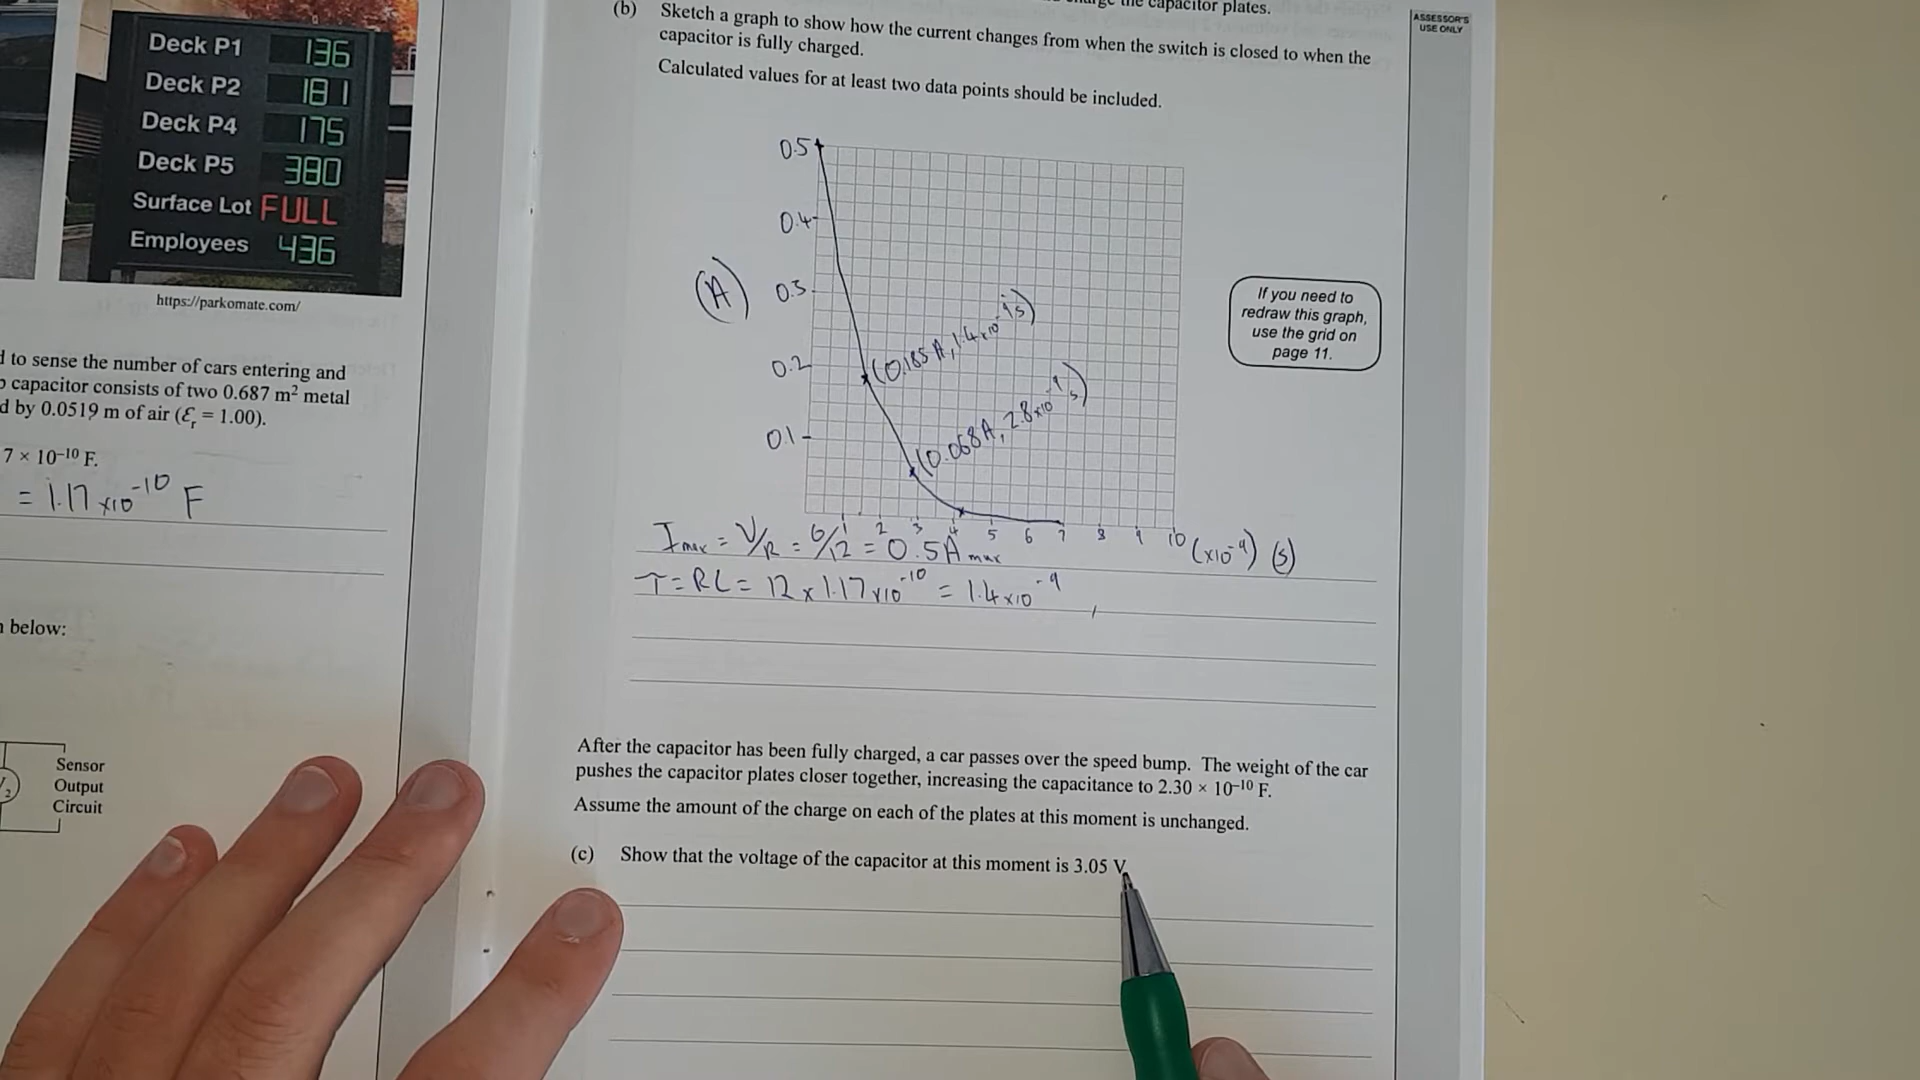 Deck P1 136
Deck P2 181
Deck P4 175
Deck P5 380
Surface Lot FULL
Employees 436
https://parkomate.com/
to sense the number of cars entering and
capacitor consists of two 0.687 m² metal
by 0.0519 m of air (ℰᵣ = 1.00).
7 × 10⁻¹⁰ F.
= 1.17 ×10⁻¹⁰ F
below:
Sensor
Output
Circuit
the capacitor plates.
(b) Sketch a graph to show how the current changes from when the switch is closed to when the
capacitor is fully charged.
Calculated values for at least two data points should be included.
0.5
0.4
0.3
0.2
0.1
(A)
(0.185 A, 1.4×10⁻⁹s)
(0.068A, 2.8×10⁻⁹s)
1 2 3 4 5 6 7 8 9 10 (×10⁻⁹) (s)
Imax = V/R = 6/12 = 0.5A max
τ = RC = 12 × 1.17×10⁻¹⁰ = 1.4×10⁻⁹
If you need to
redraw this graph,
use the grid on
page 11.
After the capacitor has been fully charged, a car passes over the speed bump. The weight of the car
pushes the capacitor plates closer together, increasing the capacitance to 2.30 × 10⁻¹⁰ F.
Assume the amount of the charge on each of the plates at this moment is unchanged.
(c) Show that the voltage of the capacitor at this moment is 3.05 V.
ASSESSOR'S
USE ONLY